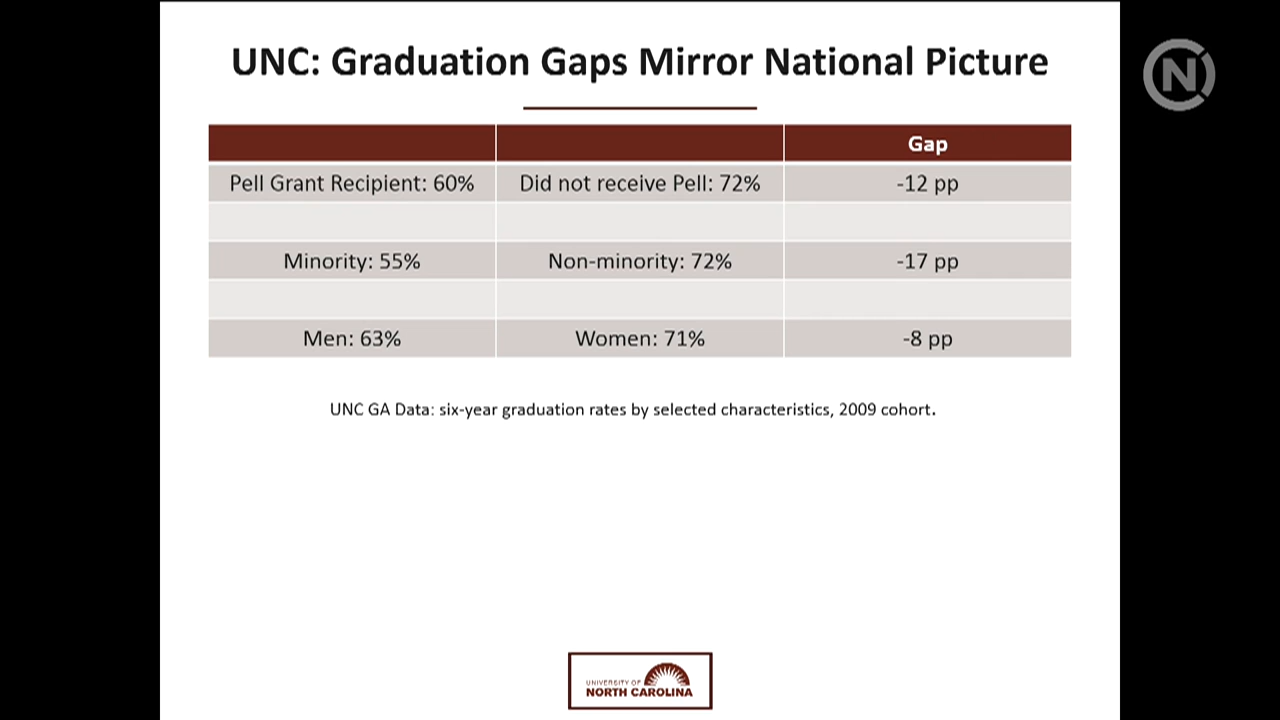 UNC: Graduation Gaps Mirror National Picture
N
Gap
Pell Grant Recipient: 60% Did not receive Pell: 72% -12 pp
Minority: 55% Non-minority: 72% -17 pp
Men: 63% Women: 71% -8 pp
UNC GA Data: six-year graduation rates by selected characteristics, 2009 cohort.
UNIVERSITY OF
NORTH CAROLINA